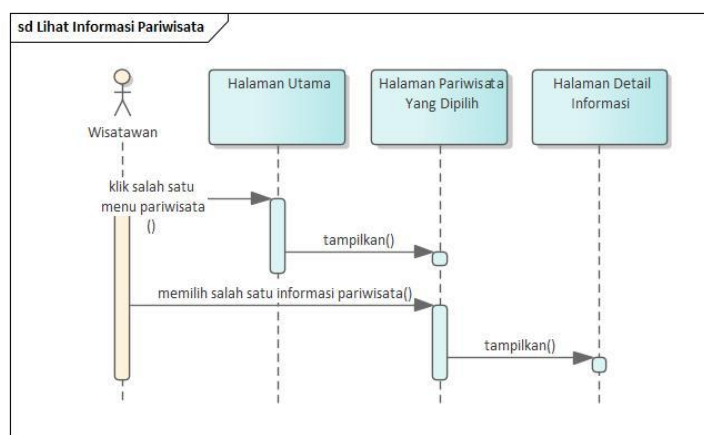 sd Lihat Informasi Pariwisata
Halaman Utama
Halaman Pariwisata
Yang Dipilih
Halaman Detail
Informasi
Wisatawan
klik salah satu
menu pariwisata
()
tampilkan()
memilih salah satu informasi pariwisata()
tampilkan()